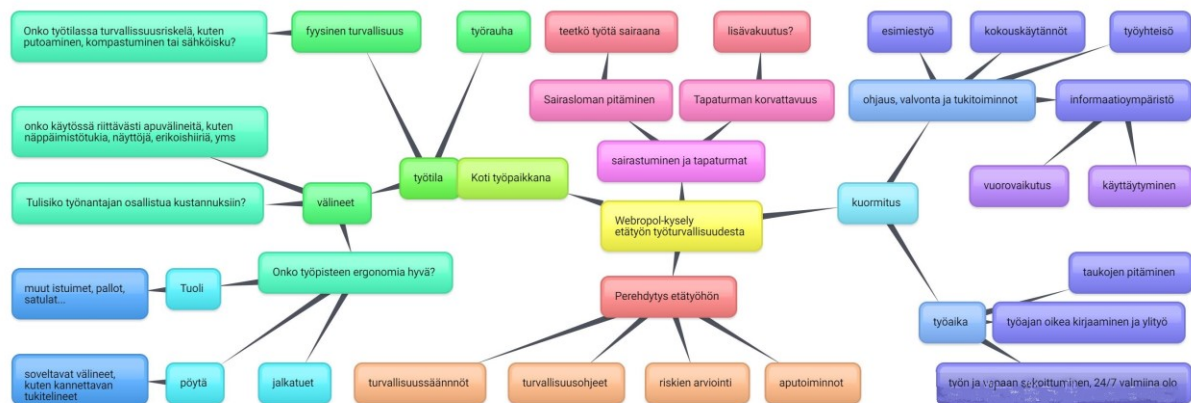 Onko työtilassa turvallissuusriskelä, kuten
putoaminen, kompastuminen tai sähköisku?
fyysinen turvallisuus
työrauha
teetkö työtä sairaana
lisävakuutus?
esimiestyö
kokouskäytännöt
työyhteisö
Sairasloman pitäminen
Tapaturman korvattavuus
ohjaus, valvonta ja tukitoiminnot
informaatioympäristö
onko käytössä riittävästi apuvälineitä, kuten
näppäimistötukia, näyttöjä, erikoishiiriä, yms
sairastuminen ja tapaturmat
työtila
Koti työpaikkana
vuorovaikutus
käyttäytyminen
Tulisiko työnantajan osallistua kustannuksiin?
välineet
kuormitus
Webropol-kysely
etätyön työturvallisuudesta
Onko työpisteen ergonomia hyvä?
muut istuimet, pallot,
satulat...
Tuoli
Perehdytys etätyöhön
taukojen pitäminen
työaika
työajan oikea kirjaaminen ja ylityö
soveltavat välineet,
kuten kannettavan
tukitelineet
pöytä
jalkatuet
turvallisuussäännnöt
turvallisuusohjeet
riskien arviointi
aputoiminnot
työn ja vapaan sekoittuminen, 24/7 valmiina olo